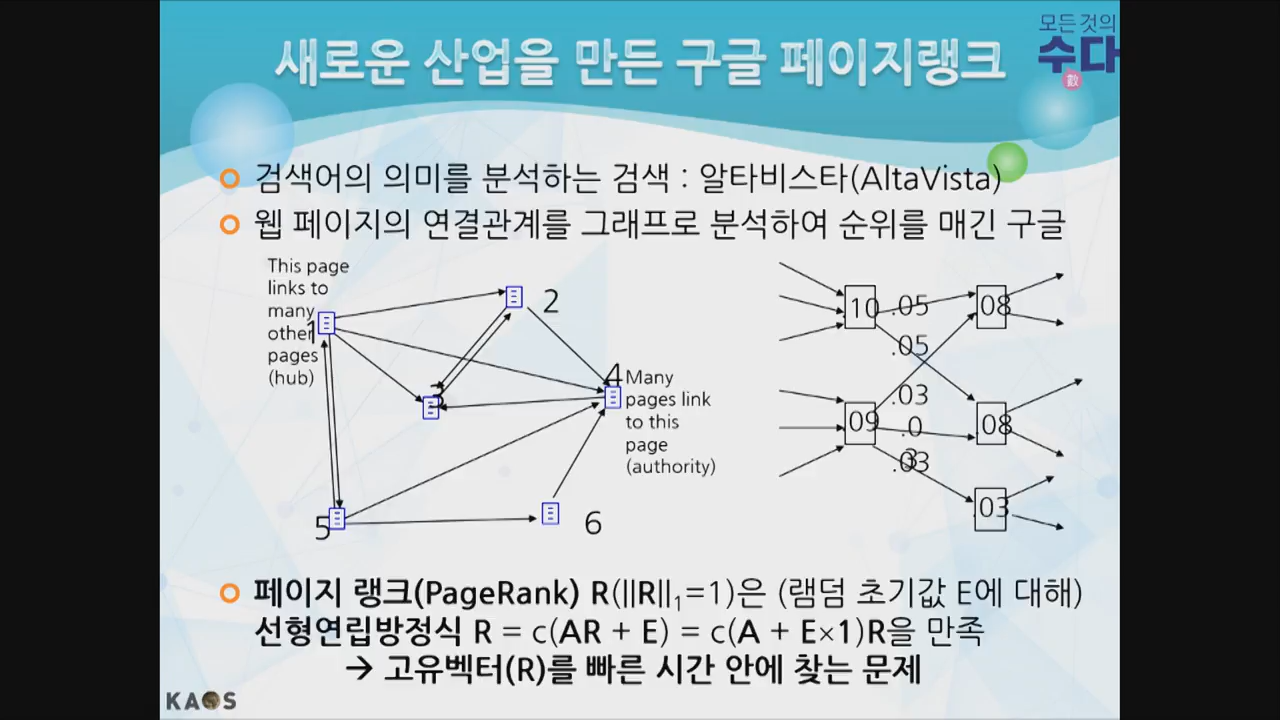 모든 것의
수다
數
새로운 산업을 만든 구글 페이지랭크
검색어의 의미를 분석하는 검색 : 알타비스타(AltaVista)
웹 페이지의 연결관계를 그래프로 분석하여 순위를 매긴 구글
This page
links to
many
other
pages
(hub)
1
2
3
4
Many
pages link
to this
page
(authority)
5
6
.10
.05
.08
.05
.03
.09
.0
3
.08
.03
.03
페이지 랭크(PageRank) R(||R||₁=1)은 (램덤 초기값 E에 대해)
선형연립방정식 R = c(AR + E) = c(A + E×1)R을 만족
→ 고유벡터(R)를 빠른 시간 안에 찾는 문제
KAOS